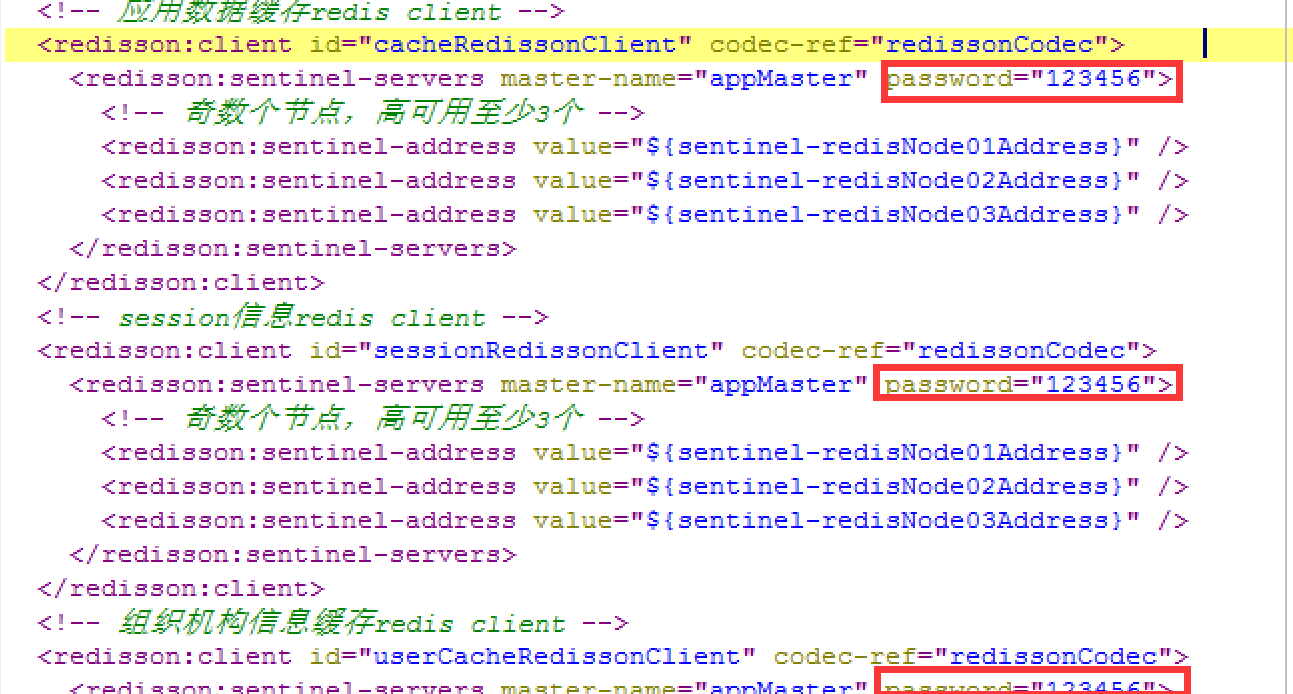 <!-- 应用数据缓存redis client -->
<redisson:client id="cacheRedissonClient" codec-ref="redissonCodec">
<redisson:sentinel-servers master-name="appMaster" password="123456">
<!-- 奇数个节点，高可用至少3个 -->
<redisson:sentinel-address value="${sentinel-redisNode01Address}" />
<redisson:sentinel-address value="${sentinel-redisNode02Address}" />
<redisson:sentinel-address value="${sentinel-redisNode03Address}" />
</redisson:sentinel-servers>
</redisson:client>
<!-- session信息redis client -->
<redisson:client id="sessionRedissonClient" codec-ref="redissonCodec">
<redisson:sentinel-servers master-name="appMaster" password="123456">
<!-- 奇数个节点，高可用至少3个 -->
<redisson:sentinel-address value="${sentinel-redisNode01Address}" />
<redisson:sentinel-address value="${sentinel-redisNode02Address}" />
<redisson:sentinel-address value="${sentinel-redisNode03Address}" />
</redisson:sentinel-servers>
</redisson:client>
<!-- 组织机构信息缓存redis client -->
<redisson:client id="userCacheRedissonClient" codec-ref="redissonCodec">
<redisson:sentinel-servers master-name="appMaster" password="123456">